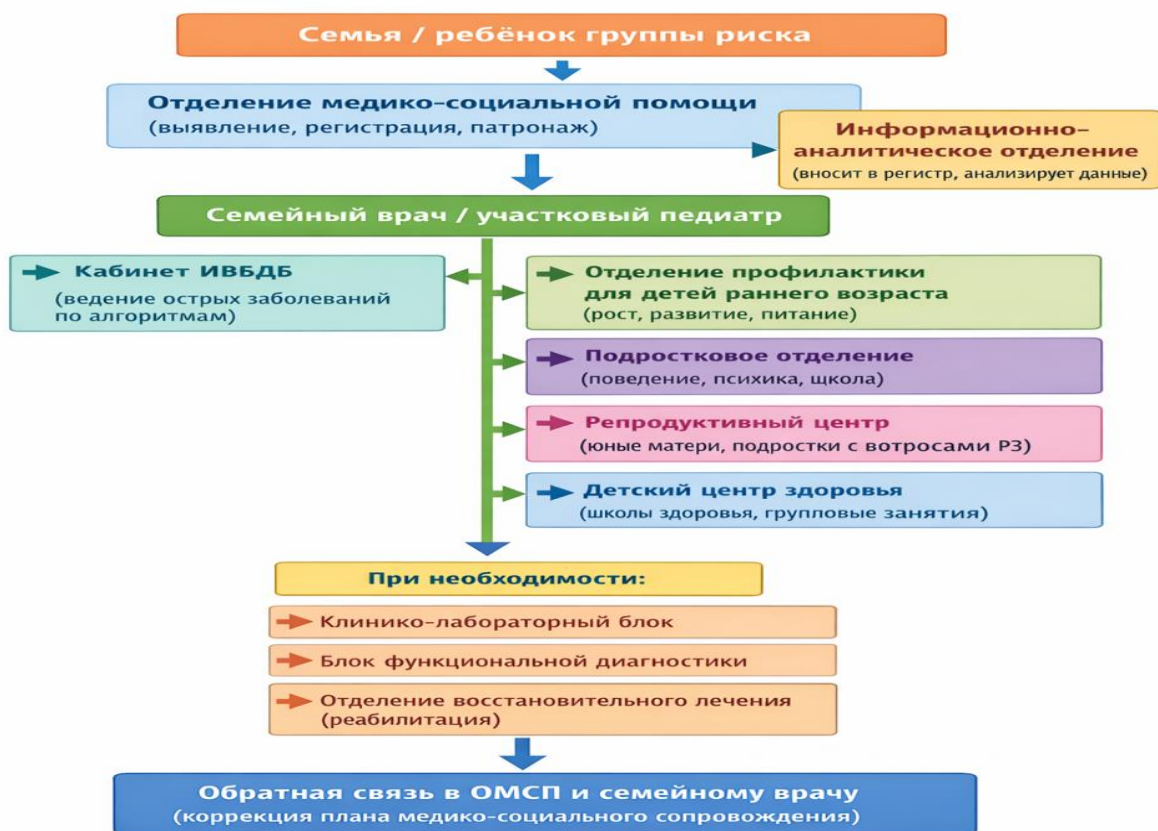 Семья / ребёнок группы риска
Отделение медико-социальной помощи
(выявление, регистрация, патронаж)
Информационно-
аналитическое отделение
(вносит в регистр, анализирует данные)
Семейный врач / участковый педиатр
Кабинет ИВБДБ
(ведение острых заболеваний
по алгоритмам)
Отделение профилактики
для детей раннего возраста
(рост, развитие, питание)
Подростковое отделение
(поведение, психика, щкола)
Репродуктивный центр
(юные матери, подростки с вотросами РЗ)
Детский центр здоровья
(школы здоровья, групповые занятия)
При необходимости:
Клинико-лабораторный блок
Блок функциональной диагностики
Отделение восстановительного лечения
(реабилитация)
Обратная связь в ОМСП и семейному врачу
(коррекция плана медико-социального сопровождения)